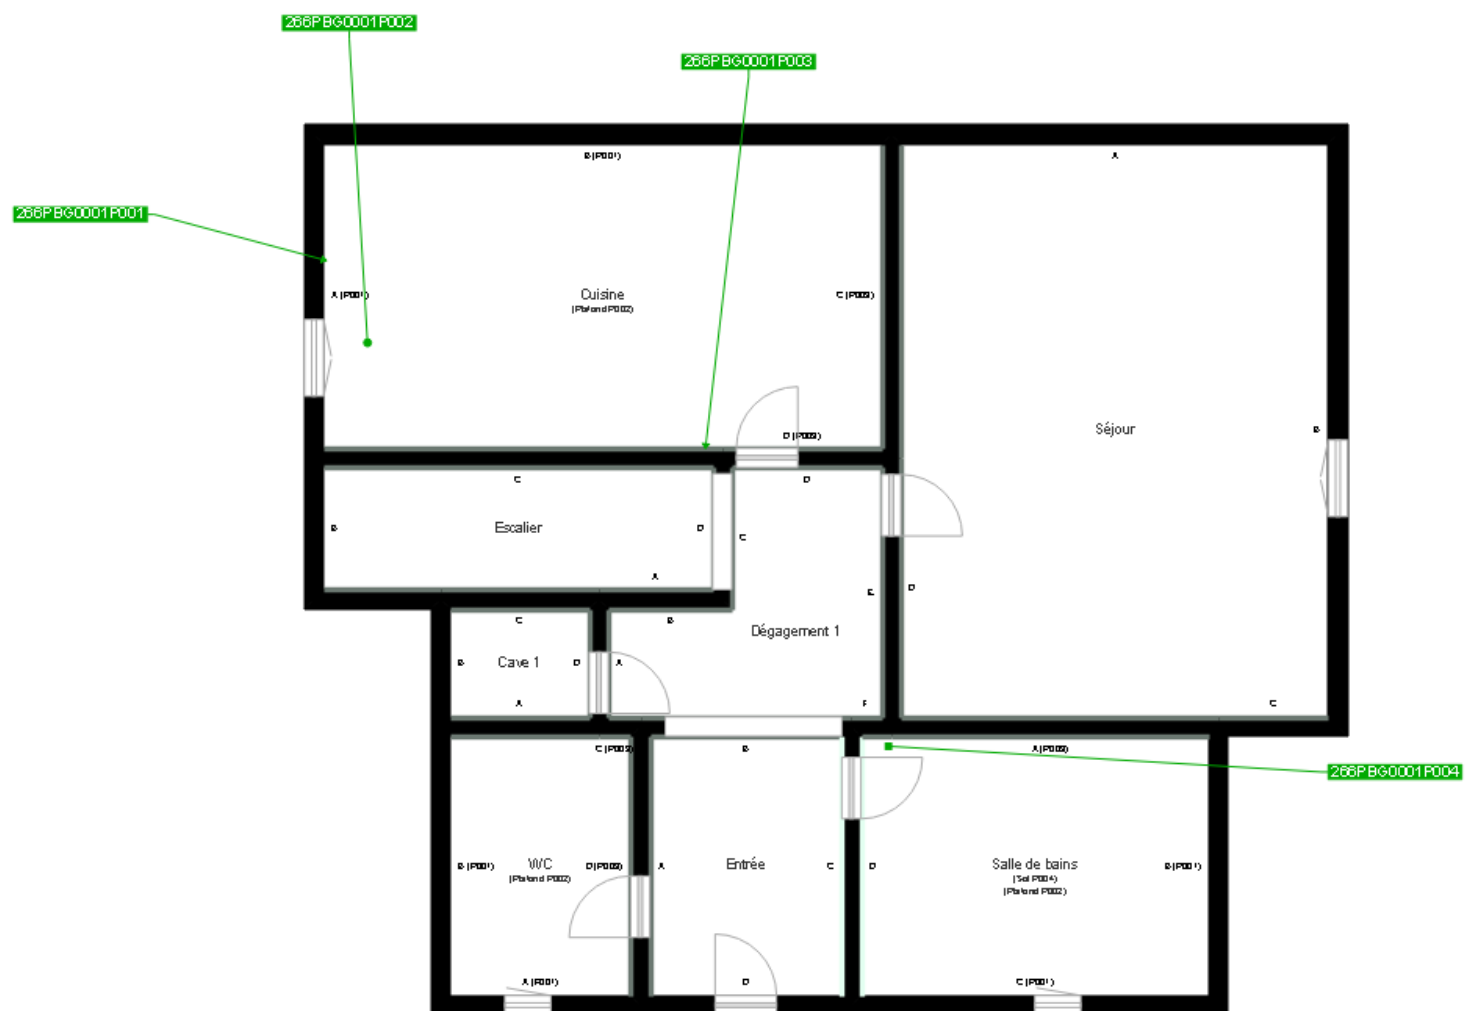 266PBG0001P002
266PBG0001P003
B (P001)
A
266PBG0001P001
A (P001)
Cuisine
(Plafond P002)
C (P003)
Séjour
B
D (P003)
C
D
B
Escalier
D
C
A
E
D
C
B
Dégagement 1
B
Cave 1
D
A
A
F
C
C (P003)
B
A (P003)
266PBG0001P004
B (P001)
WC
(Plafond P002)
D (P003)
A
Entrée
C
D
Salle de bains
(Sol P004)
(Plafond P002)
B (P001)
A (P001)
D
C (P001)